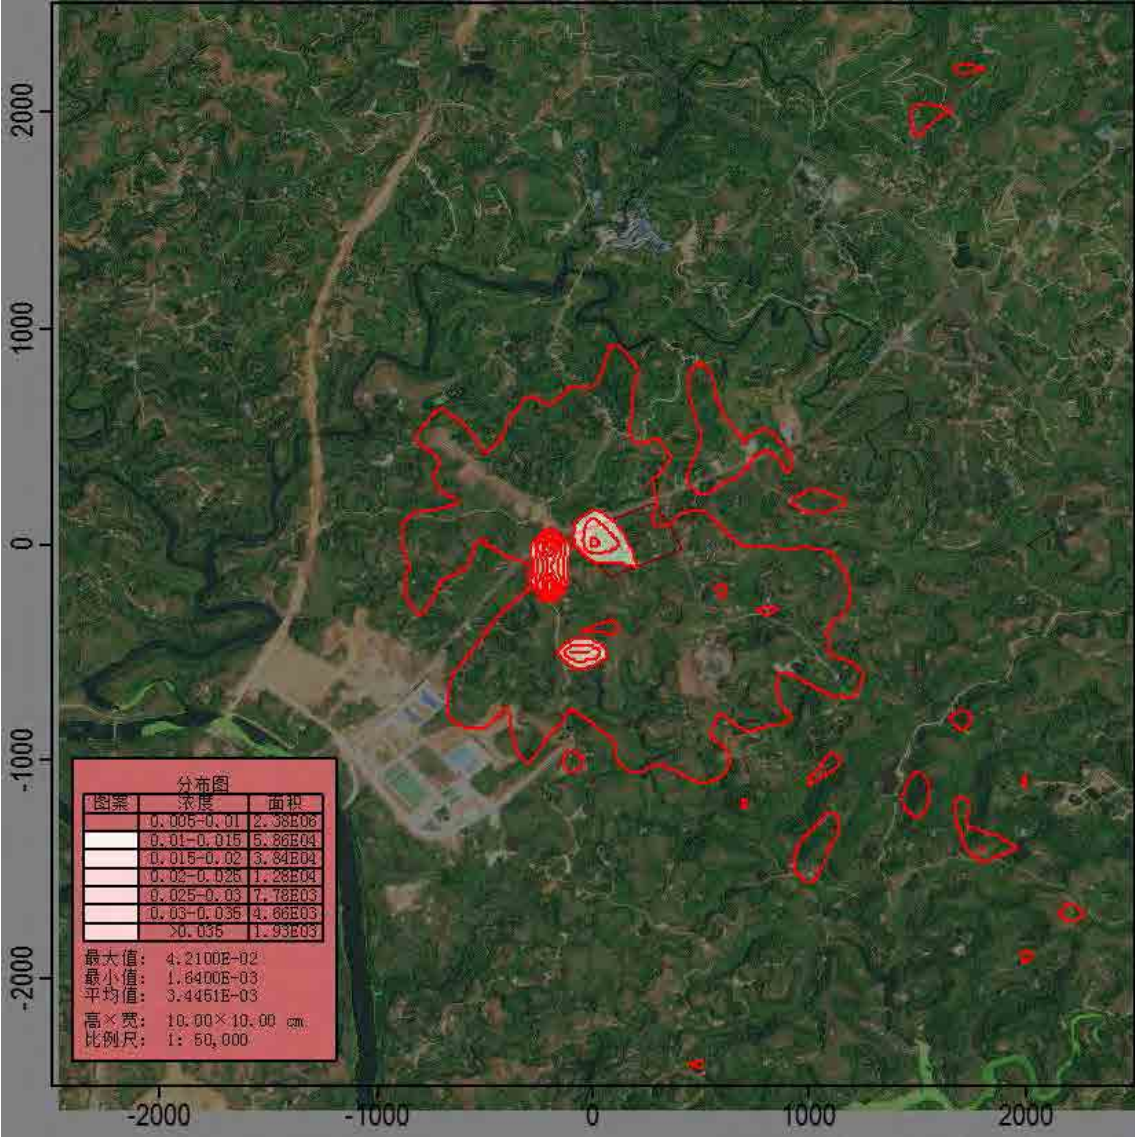 2000
1000
0
-1000
-2000
分布图
图案 浓度 面积
0.005-0.01 2.38E06
0.01-0.015 5.86E04
0.015-0.02 3.84E04
0.02-0.025 1.28E04
0.025-0.03 7.78E03
0.03-0.035 4.66E03
>0.035 1.93E03
最大值: 4.2100E-02
最小值: 1.6400E-03
平均值: 3.4451E-03
高×宽: 10.00×10.00 cm
比例尺: 1: 50,000
-2000 -1000 0 1000 2000